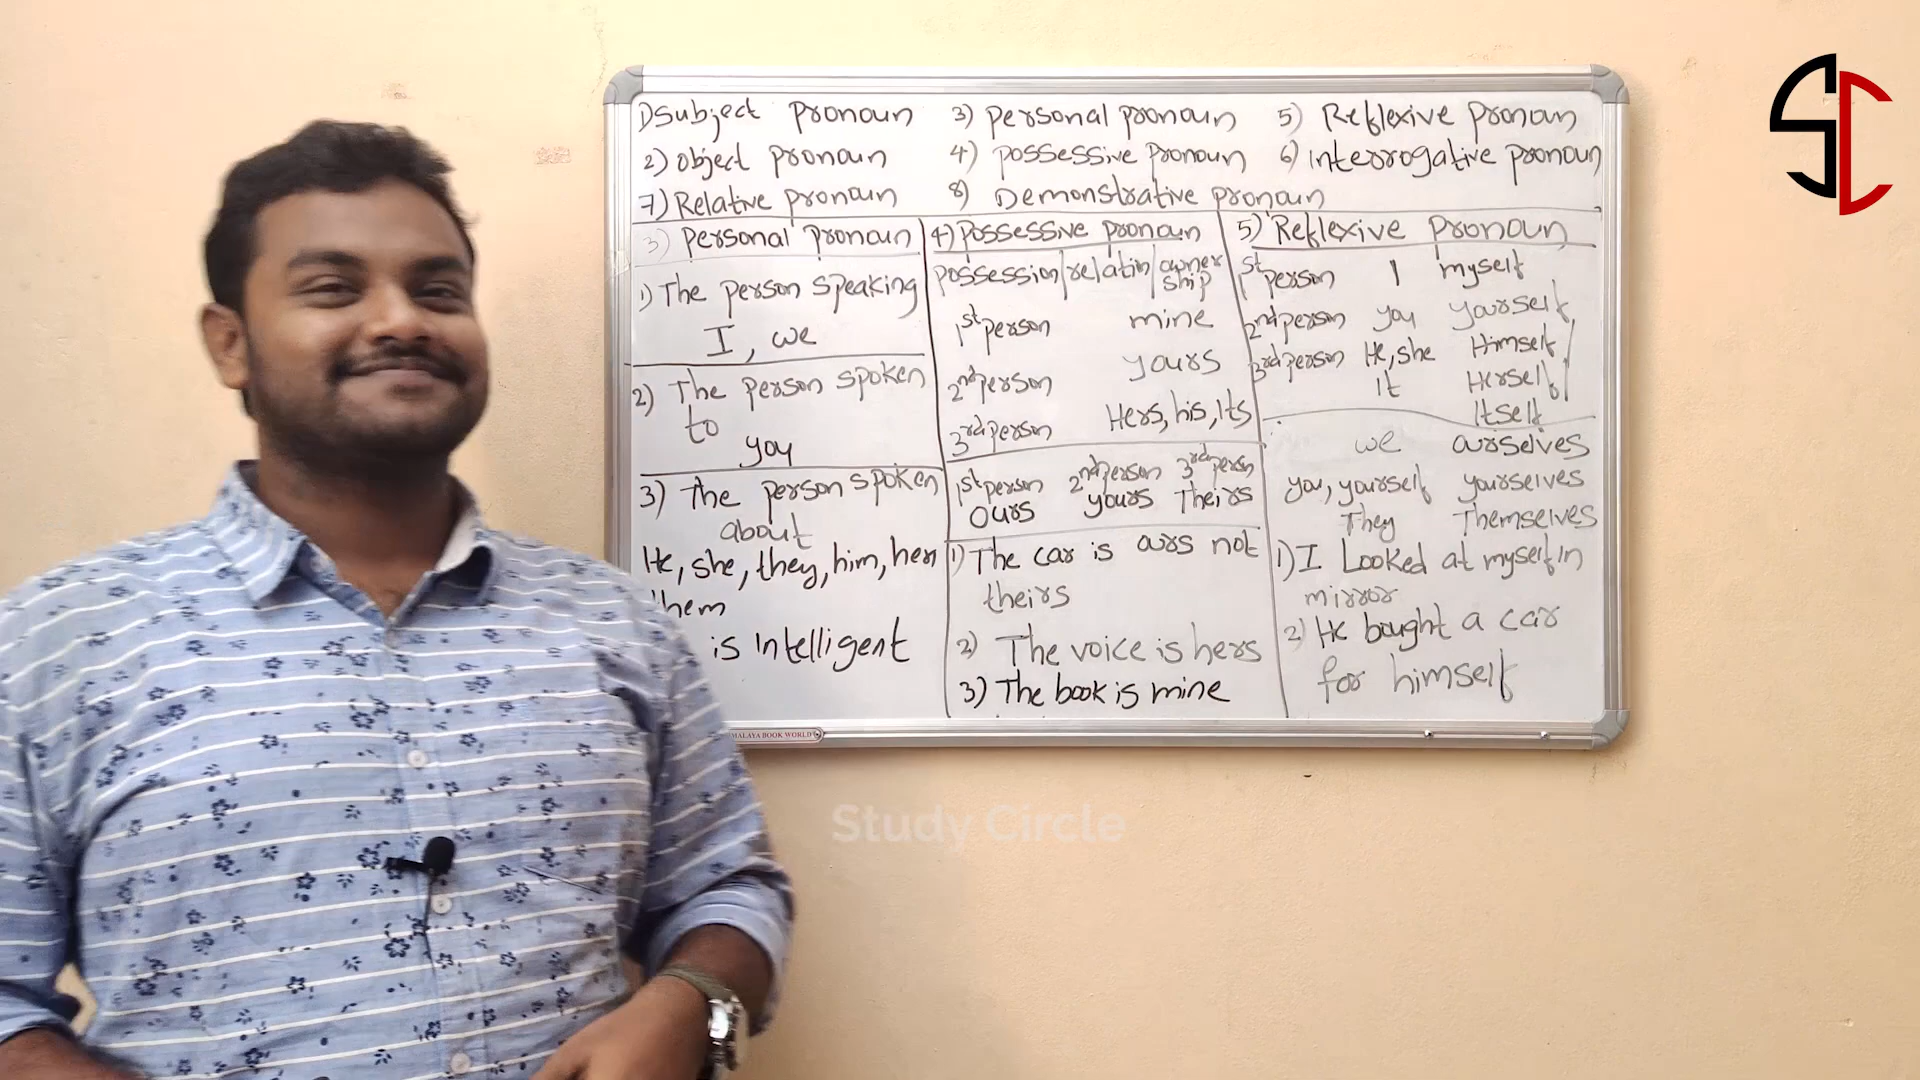 1) Subject pronoun 3) personal pronoun 5) Reflexive pronoun
2) object pronoun 4) possessive pronoun 6) interrogative pronoun
7) Relative pronoun 8) Demonstrative pronoun
3) personal pronoun
1) The person speaking
I, we
2) The person spoken
to
you
3) The person spoken
about
He, she, they, him, her
them
is intelligent
4) possessive pronoun
possession/relatin/owner
ship
1st person mine
yours
2nd person
3rd person Hers, his, Its
1st person 2nd person 3rd persn
ours yours Theirs
1) The car is ours not
theirs
2) The voice is hers
3) The book is mine
5) Reflexive pronoun
1st person I myself
2nd person you yourself
3rd person He, she Himself/
It Herself/
Itself
we ourselves
you, yourself yourselves
They Themselves
1) I Looked at myself in
mirror
2) He bought a car
for himself
MALAYA BOOK WORLD
Study Circle
SC